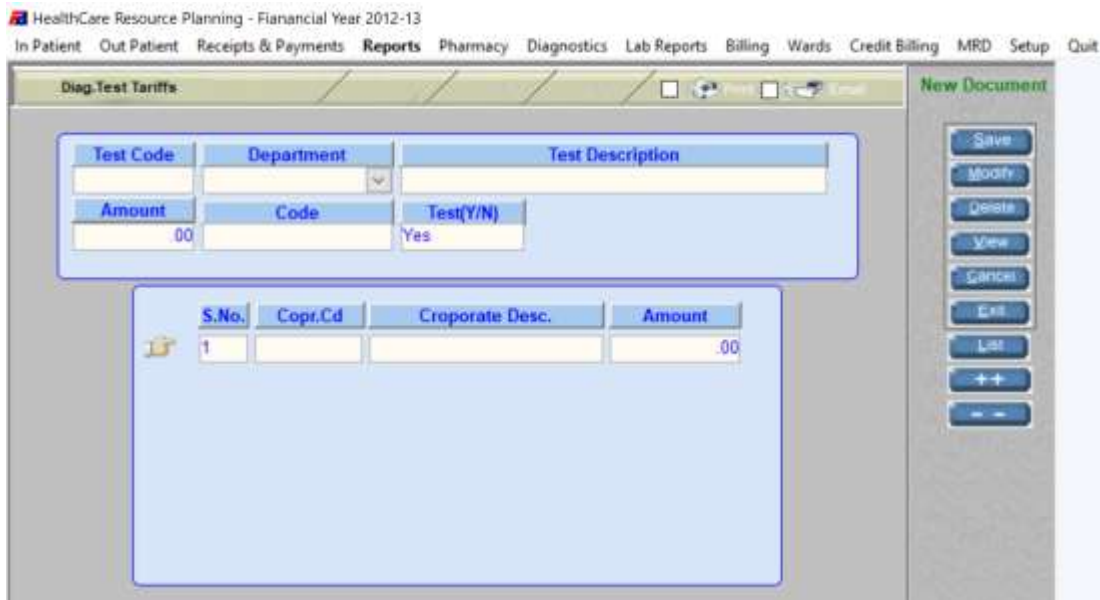 HealthCare Resource Planning - Fianancial Year 2012-13
In Patient Out Patient Receipts & Payments Reports Pharmacy Diagnostics Lab Reports Billing Wards Credit Billing MRD Setup Quit
Diag.Test Tariffs
New Document
Test Code Department Test Description
Amount Code Test(Y/N)
.00 Yes
S.No. Copr.Cd Croporate Desc. Amount
1 .00
Save
Modify
Delete
View
Cancel
Exit
List
++
- -